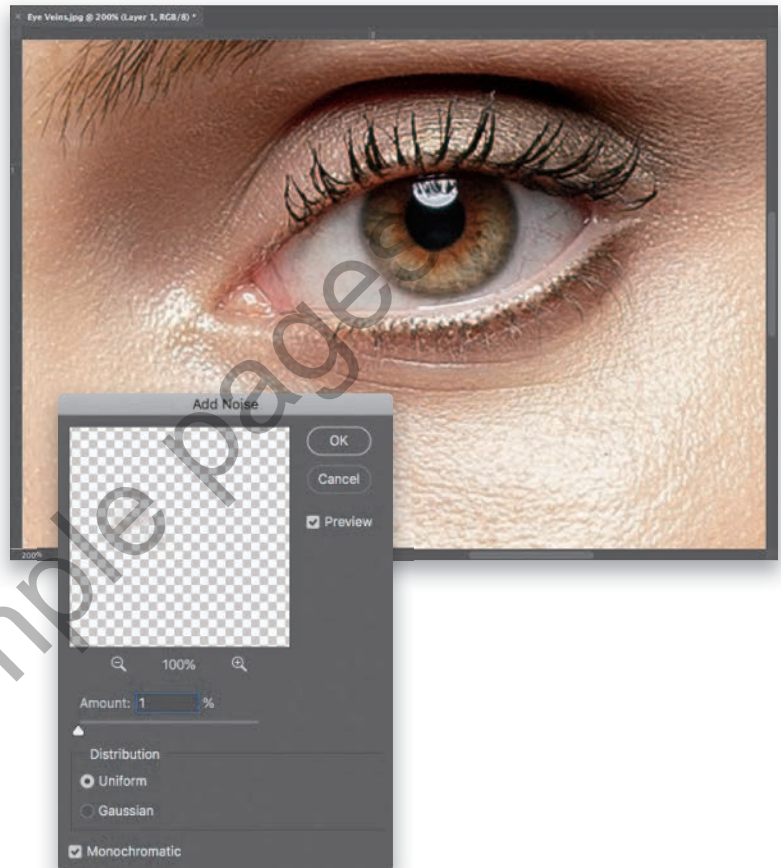 Eye Veins.jpg @ 200% (Layer 1, RGB/8) *
200%
Add Noise
OK
Cancel
Preview
100%
Amount: 1 %
Distribution
Uniform
Gaussian
Monochromatic
mple pages